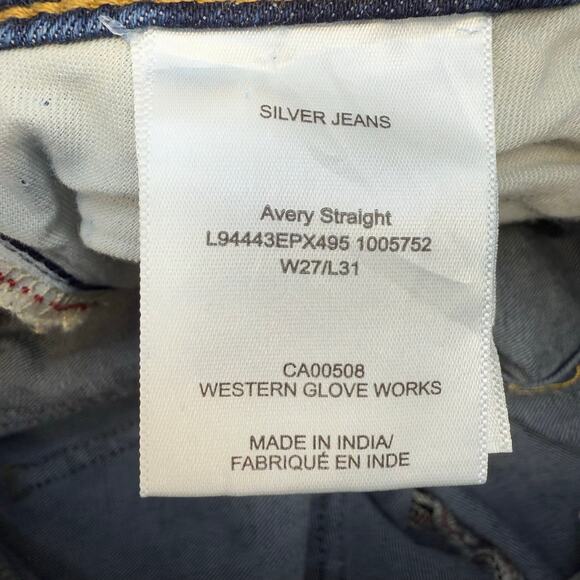 SILVER JEANS
Avery Straight
L94443EPX495 1005752
W27/L31
CA00508
WESTERN GLOVE WORKS
MADE IN INDIA/
FABRIQUÉ EN INDE